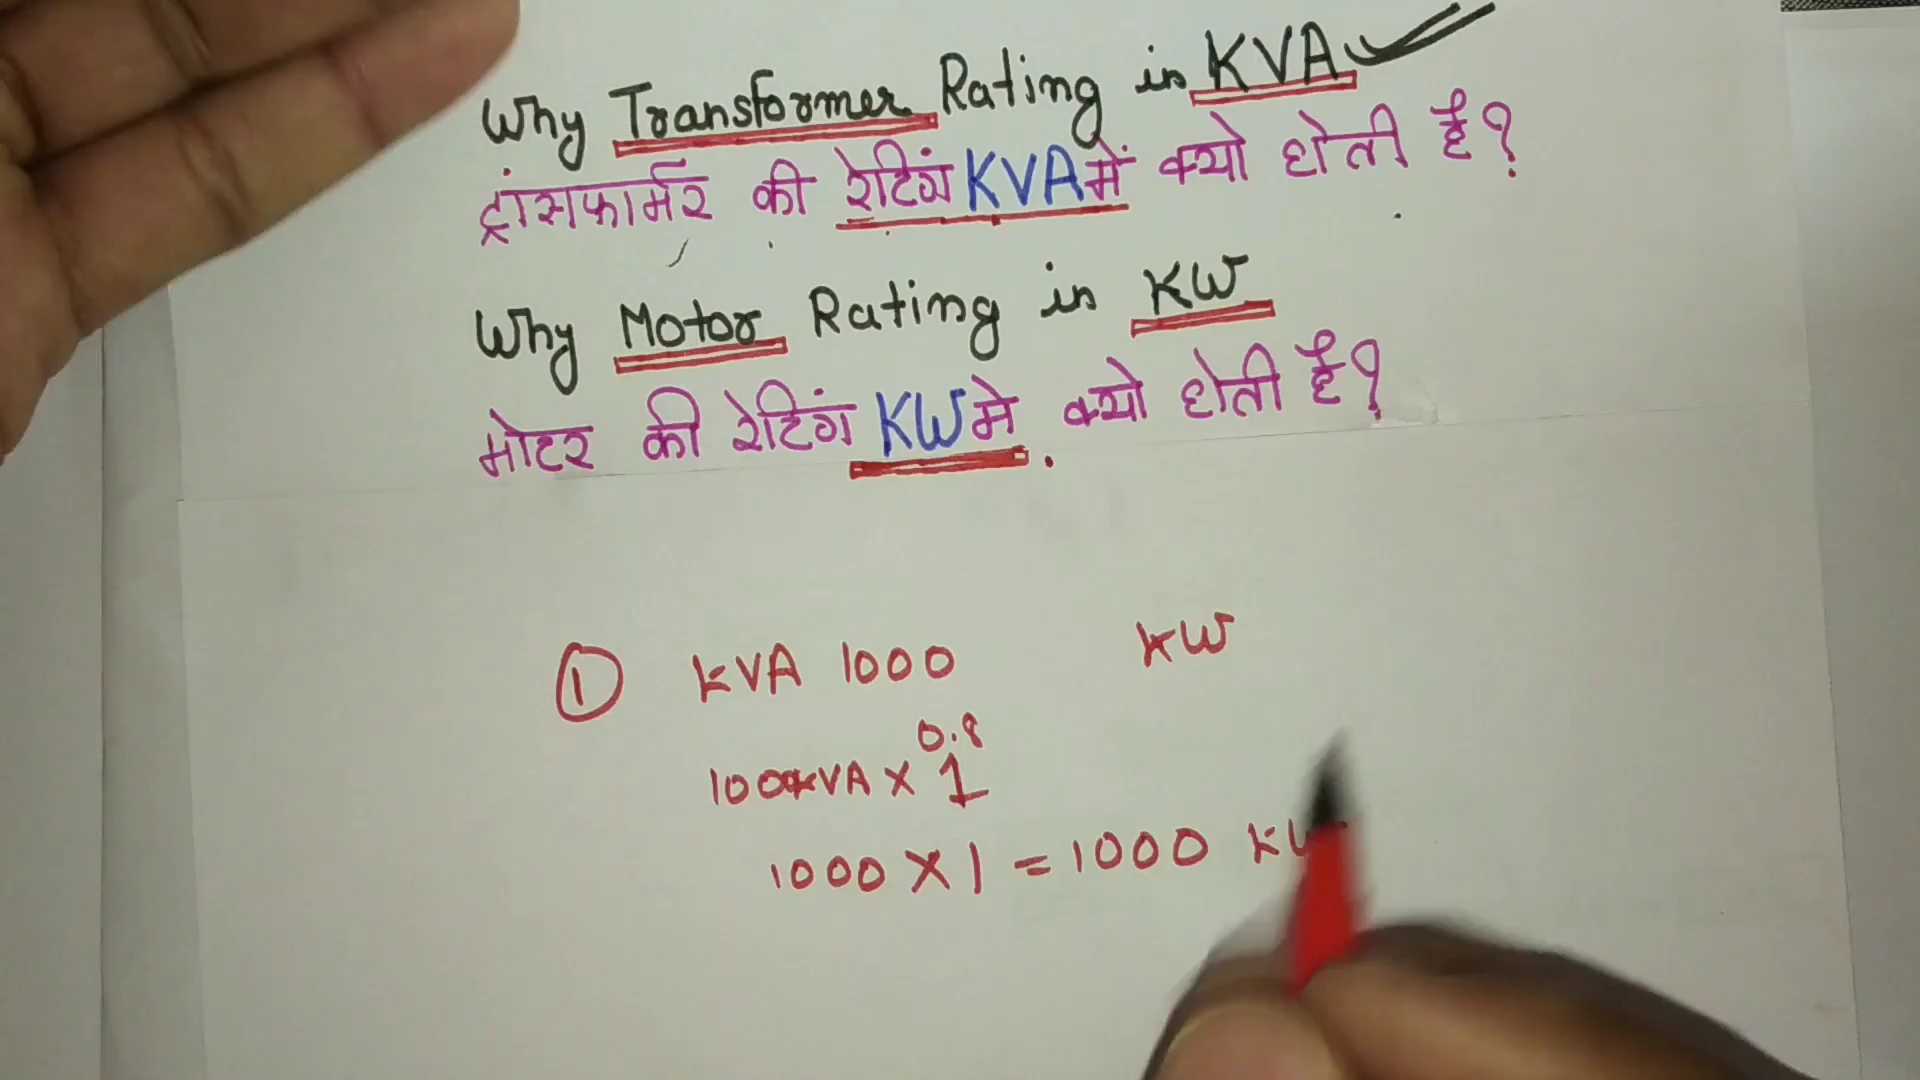 Why Transformer Rating in KVA
ट्रांसफार्मर की रेटिंग KVA में क्यो होती है?
Why Motor Rating in KW
मोटर की रेटिंग KW मे क्यो होती है?
① KVA 1000 KW
0.8
1000KVA X 1
1000 X 1 = 1000 KW